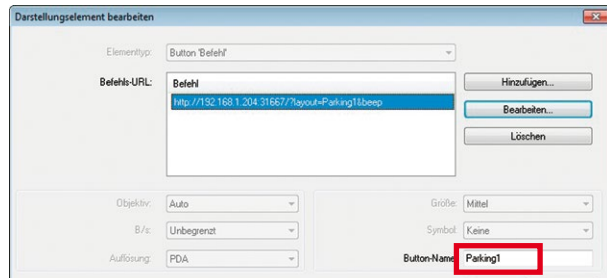 Darstellungselement bearbeiten
Elementtyp: Button 'Befehl'
Befehls-URL: Befehl Hinzufügen...
http://192.168.1.204:31667/?layout=Parking1&beep
Bearbeiten...
Löschen
Objektiv: Auto Größe: Mittel
B/s: Unbegrenzt Symbol: Keine
Auflösung: PDA Button-Name: Parking1